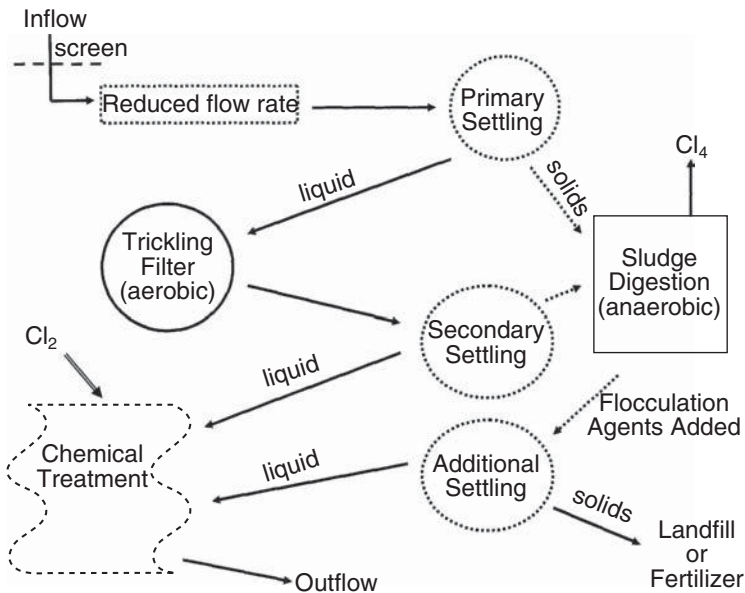 Inflow
screen
Reduced flow rate
Primary
Settling
Cl₄
liquid
solids
Trickling
Filter
(aerobic)
Sludge
Digestion
(anaerobic)
Cl₂
Secondary
Settling
liquid
Flocculation
Agents Added
Chemical
Treatment
liquid
Additional
Settling
solids
Landfill
or
Fertilizer
Outflow